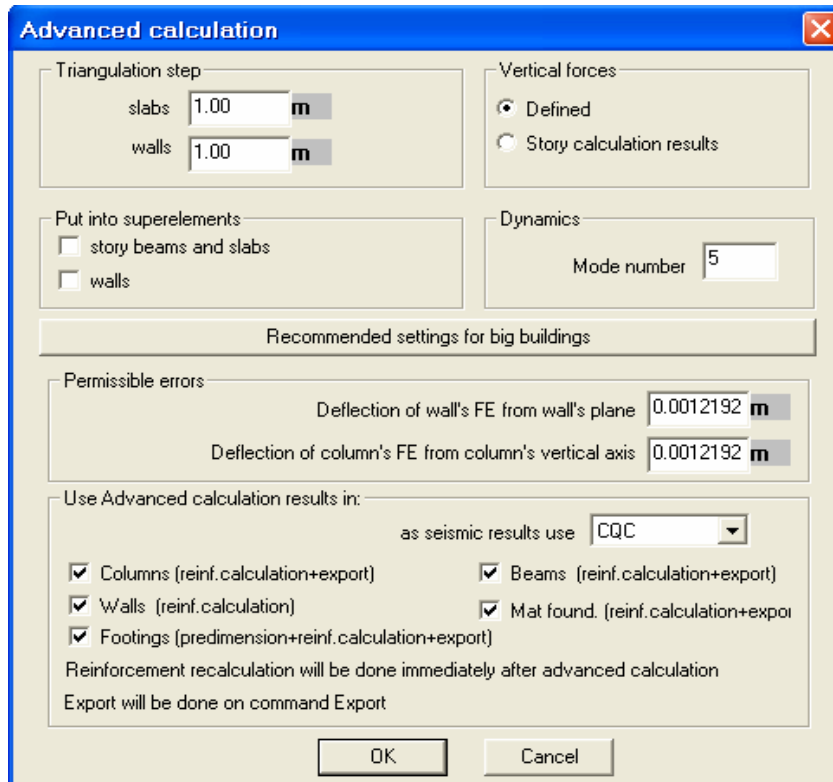 Advanced calculation
Triangulation step
slabs 1.00 m
walls 1.00 m
Vertical forces
Defined
Story calculation results
Put into superelements
story beams and slabs
walls
Dynamics
Mode number 5
Recommended settings for big buildings
Permissible errors
Deflection of wall's FE from wall's plane 0.0012192 m
Deflection of column's FE from column's vertical axis 0.0012192 m
Use Advanced calculation results in:
as seismic results use CQC
Columns (reinf.calculation+export)
Beams (reinf.calculation+export)
Walls (reinf.calculation)
Mat found. (reinf.calculation+expor
Footings (predimension+reinf.calculation+export)
Reinforcement recalculation will be done immediately after advanced calculation
Export will be done on command Export
OK
Cancel